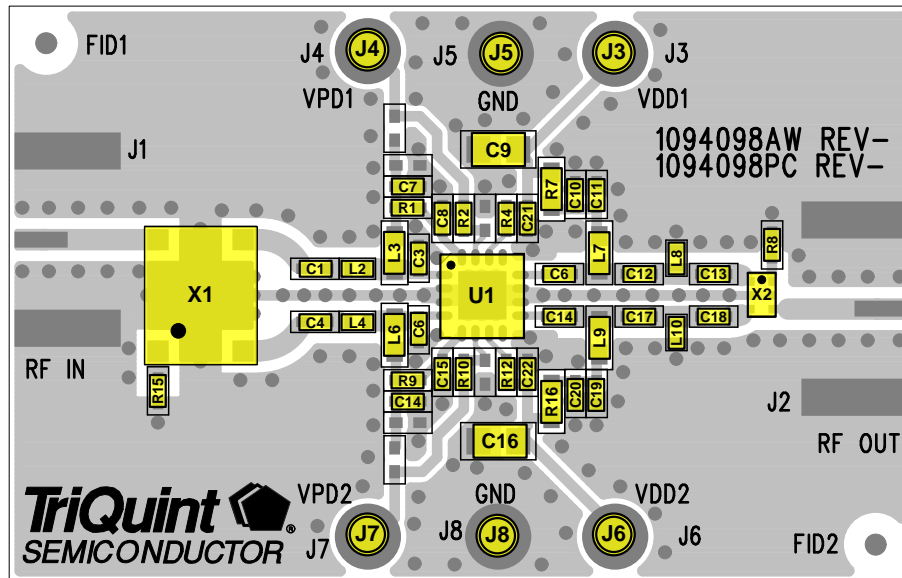 FID1
J4
J4
J5
J5
J3
J3
VPD1
GND
VDD1
J1
C9
1094098AW REV-
1094098PC REV-
C7
R7
C10
C11
R1
C8
R2
R4
C21
L3
C3
L7
L8
R8
C1
L2
C6
C12
C13
X1
U1
X2
C4
L4
L6
C6
C14
L9
C17
L10
C18
RF IN
R15
R9
C14
C15
R10
R12
C22
R16
C20
C19
J2
C16
RF OUT
TriQuint ®
SEMICONDUCTOR
VPD2
GND
VDD2
J7
J7
J8
J8
J6
J6
FID2